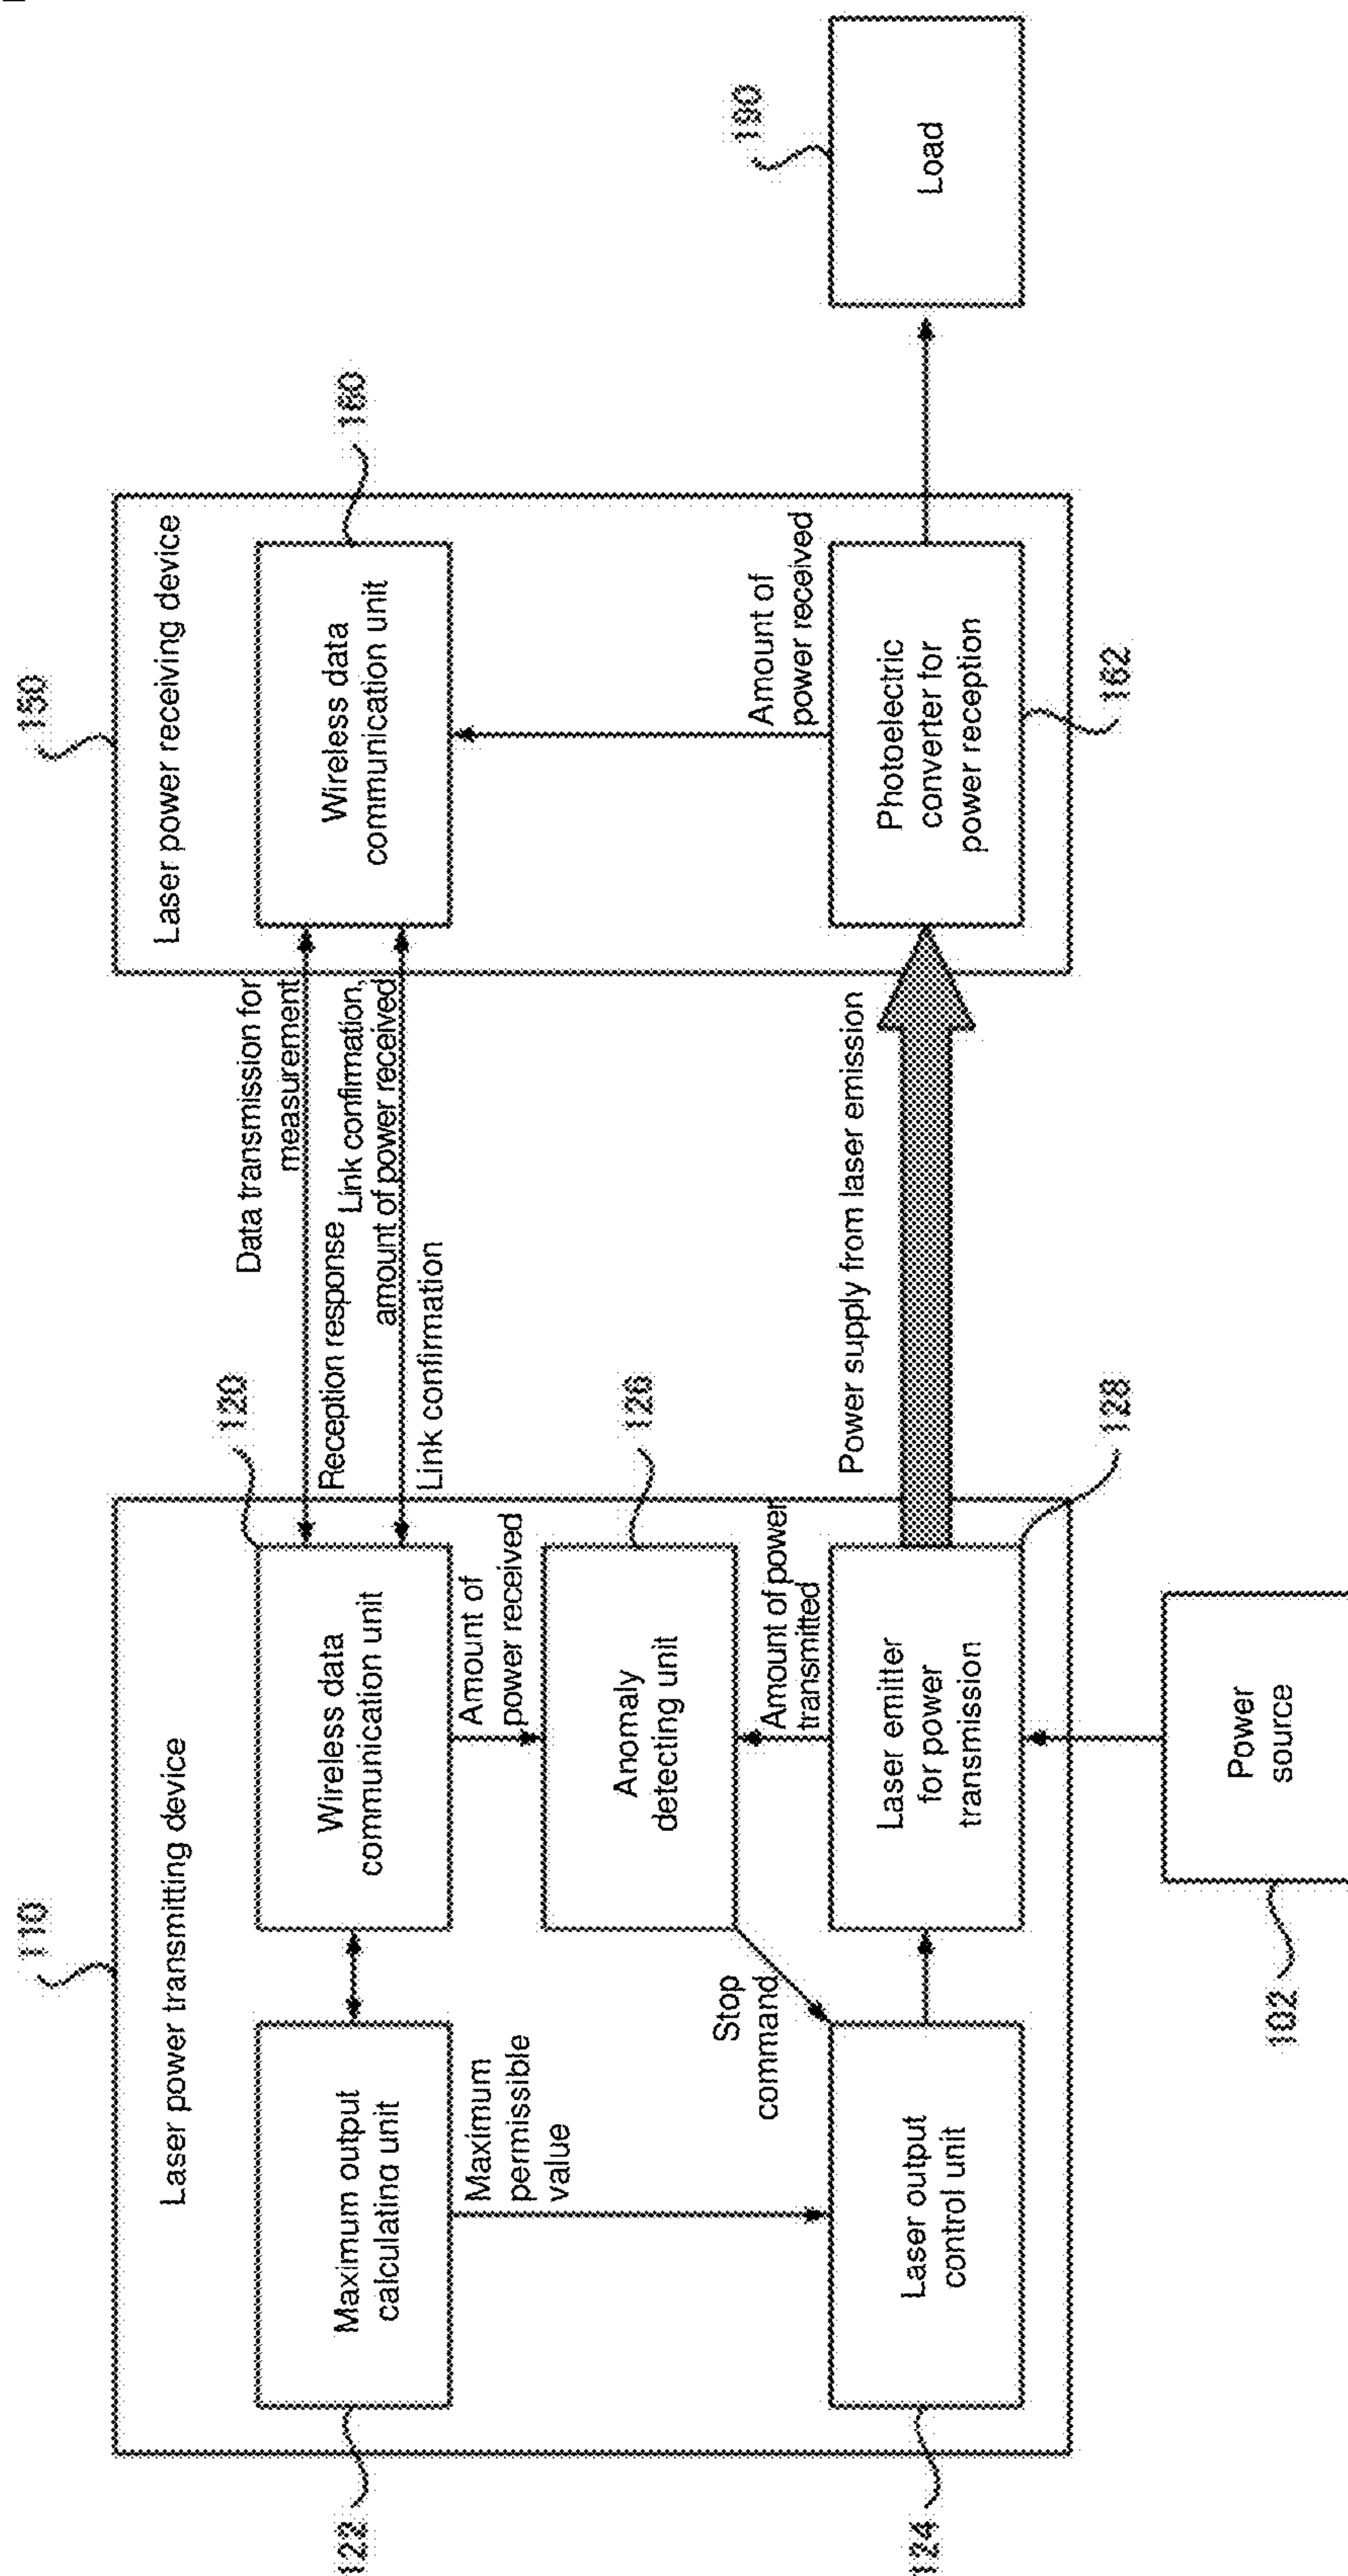 110
Laser power transmitting device
122
Maximum output
calculating unit
Maximum
permissible
value
120
Wireless data
communication unit
Amount of
power received
126
Anomaly
detecting unit
Stop
command
Amount of power
transmitted
124
Laser output
control unit
128
Laser emitter
for power
transmission
102
Power
source
Data transmission for
measurement
Reception response
Link confirmation,
amount of power received
Link confirmation
Power supply from laser emission
150
Laser power receiving device
160
Wireless data
communication unit
Amount of
power received
162
Photoelectric
converter for
power reception
190
Load